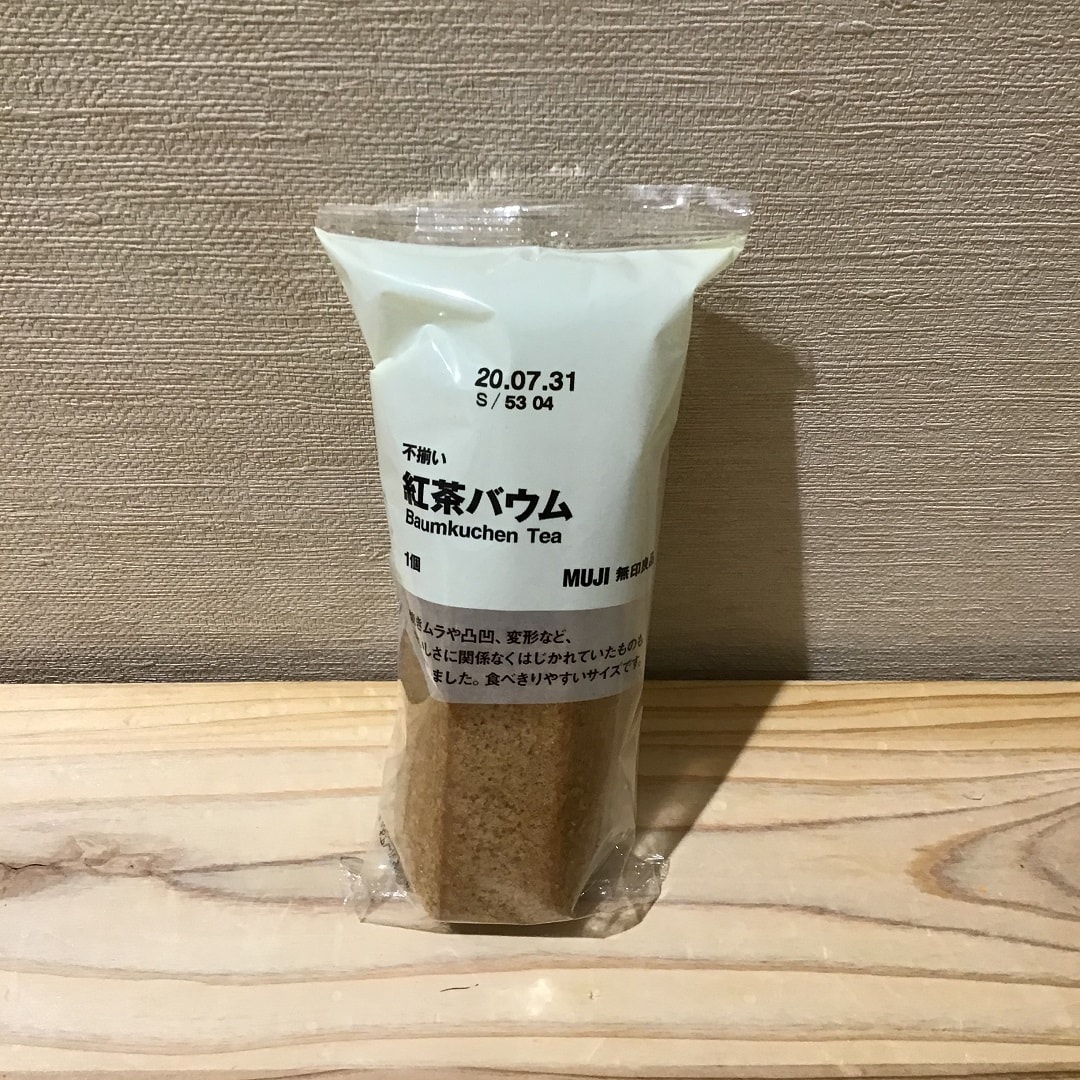 20.07.31
S/ 53 04
不揃い
紅茶バウム
Baumkuchen Tea
1個
MUJI 無印良品
ムラや凸凹、変形など、
しさに関係なくはじかれていたものも
ました。食べきりやすいサイズです。